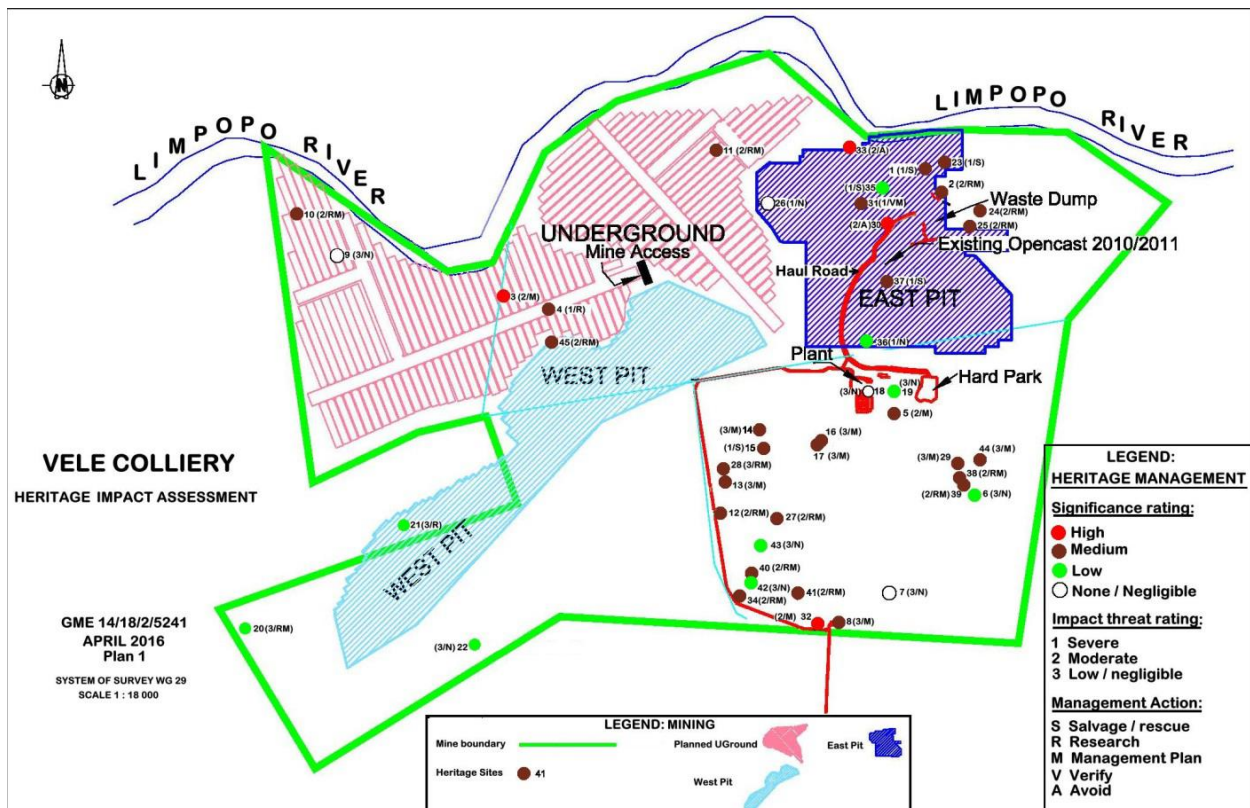 LIMPOPO RIVER
LIMPOPO RIVER
N
11 (2/RM)
33 (2/A)
23 (1/S)
1 (1/S)
(1/S) 35
2 (2/RM)
26 (1/N)
31 (1/VM)
Waste Dump
24 (2/RM)
10 (2/RM)
(2/A) 30
25 (2/RM)
UNDERGROUND
Mine Access
Existing Opencast 2010/2011
9 (3/N)
Haul Road
37 (1/S)
EAST PIT
3 (2/M)
4 (1/R)
45 (2/RM)
36 (1/N)
WEST PIT
Plant
Hard Park
(3/N) 18
(3/N)
19
5 (2/M)
(3/M) 14
16 (3/M)
(1/S) 15
17 (3/M)
44 (3/M)
(3/M) 29
28 (3/RM)
38 (2/RM)
13 (3/M)
(2/RM) 39
6 (3/N)
12 (2/RM)
27 (2/RM)
21 (3/R)
WEST PIT
43 (3/N)
40 (2/RM)
42 (3/N)
34 (2/RM)
41 (2/RM)
7 (3/N)
(2/M) 32
8 (3/M)
20 (3/RM)
(3/N) 22
VELE COLLIERY
HERITAGE IMPACT ASSESSMENT
GME 14/18/2/5241
APRIL 2016
Plan 1
SYSTEM OF SURVEY WG 29
SCALE 1 : 18 000
LEGEND: MINING
Mine boundary
Planned UGround
East Pit
Heritage Sites
41
West Pit
LEGEND:
HERITAGE MANAGEMENT
Significance rating:
High
Medium
Low
None / Negligible
Impact threat rating:
1 Severe
2 Moderate
3 Low / negligible
Management Action:
S Salvage / rescue
R Research
M Management Plan
V Verify
A Avoid